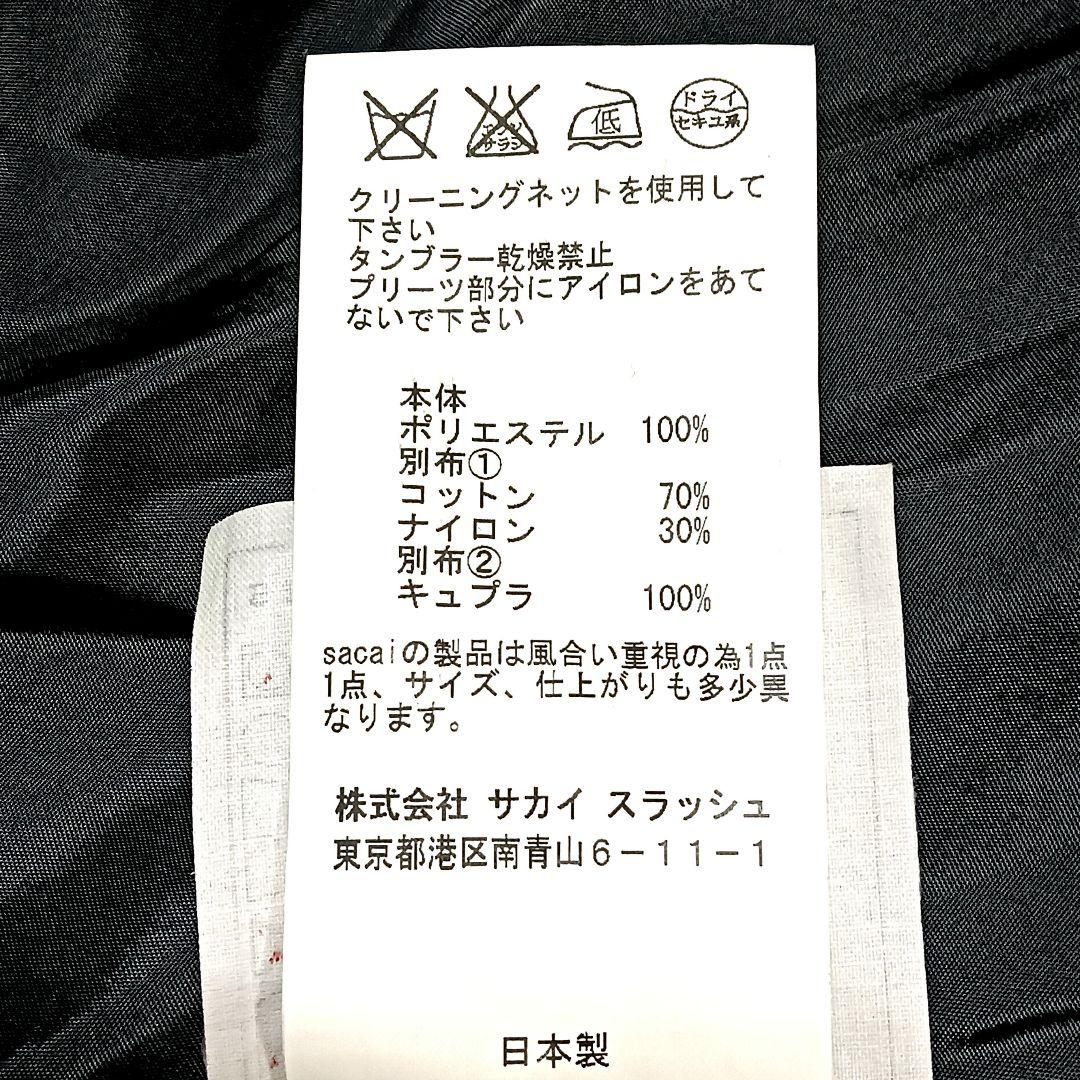 エンソ
サラシ
低
ドライ
セキユ系
クリーニングネットを使用して
下さい
タンブラー乾燥禁止
プリーツ部分にアイロンをあて
ないで下さい
本体
ポリエステル 100%
別布①
コットン 70%
ナイロン 30%
別布②
キュプラ 100%
sacaiの製品は風合い重視の為1点
1点、サイズ、仕上がりも多少異
なります。
株式会社 サカイ スラッシュ
東京都港区南青山6-11-1
日本製